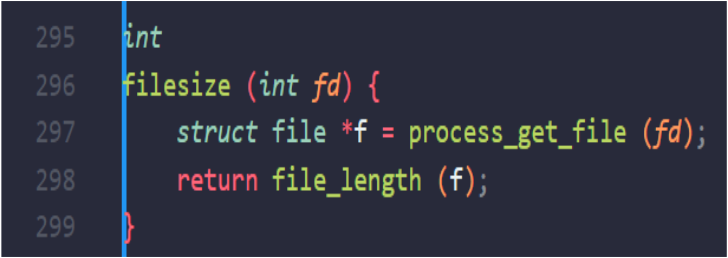 295 int
296 filesize (int fd) {
297     struct file *f = process_get_file (fd);
298     return file_length (f);
299 }